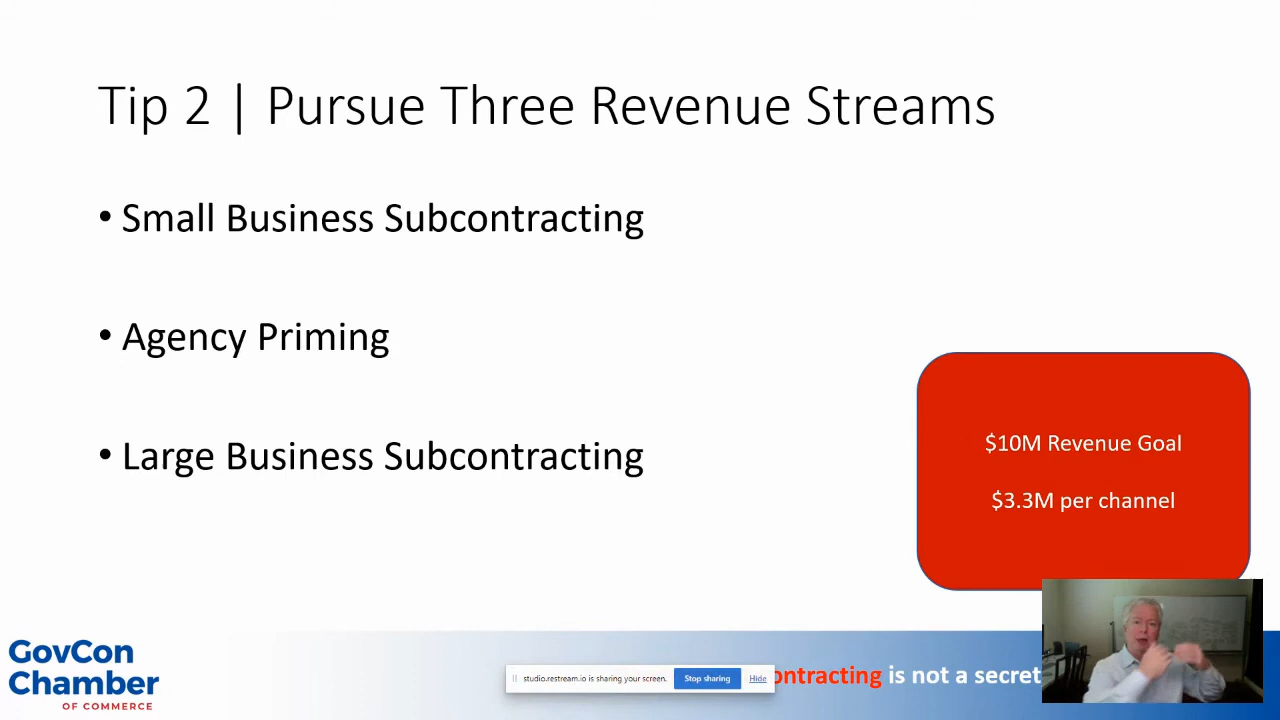 Tip 2 | Pursue Three Revenue Streams
• Small Business Subcontracting
• Agency Priming
• Large Business Subcontracting
$10M Revenue Goal
$3.3M per channel
GovCon
Chamber
OF COMMERCE
studio.restream.io is sharing your screen.
Stop sharing
Hide
ontracting is not a secret